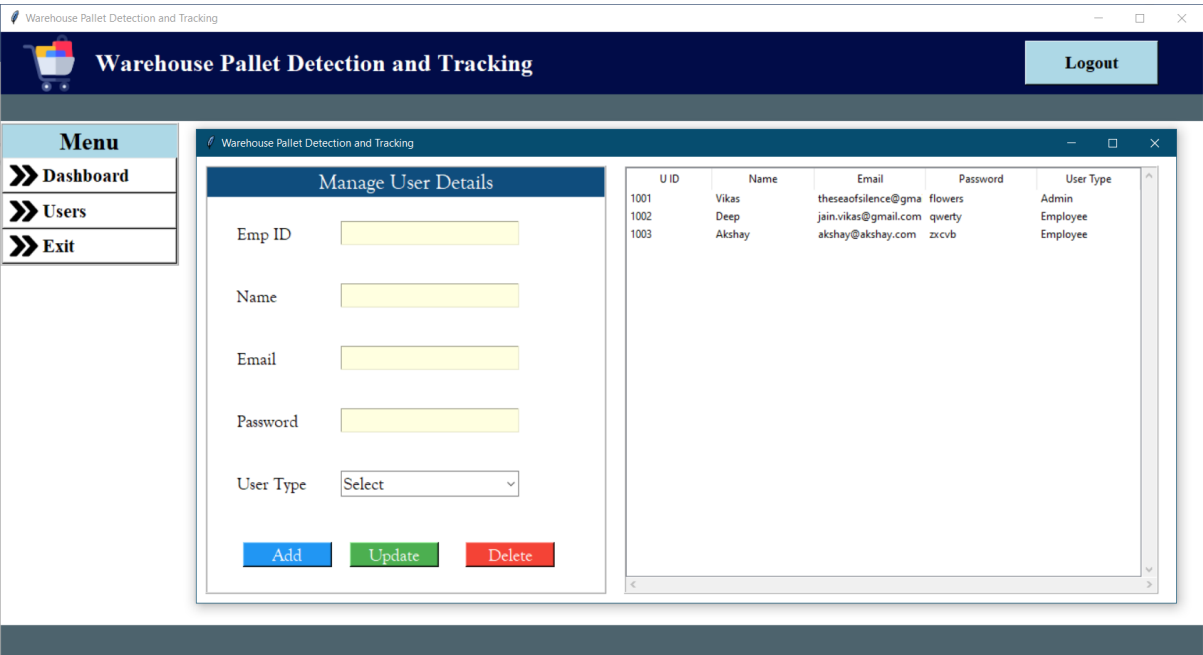 Warehouse Pallet Detection and Tracking
Warehouse Pallet Detection and Tracking
Logout
Menu
Dashboard
Users
Exit
Warehouse Pallet Detection and Tracking
Manage User Details
Emp ID
Name
Email
Password
User Type
Select
Add
Update
Delete
U ID Name Email Password User Type
1001 Vikas theseaofsilence@gma flowers Admin
1002 Deep jain.vikas@gmail.com qwerty Employee
1003 Akshay akshay@akshay.com zxcvb Employee